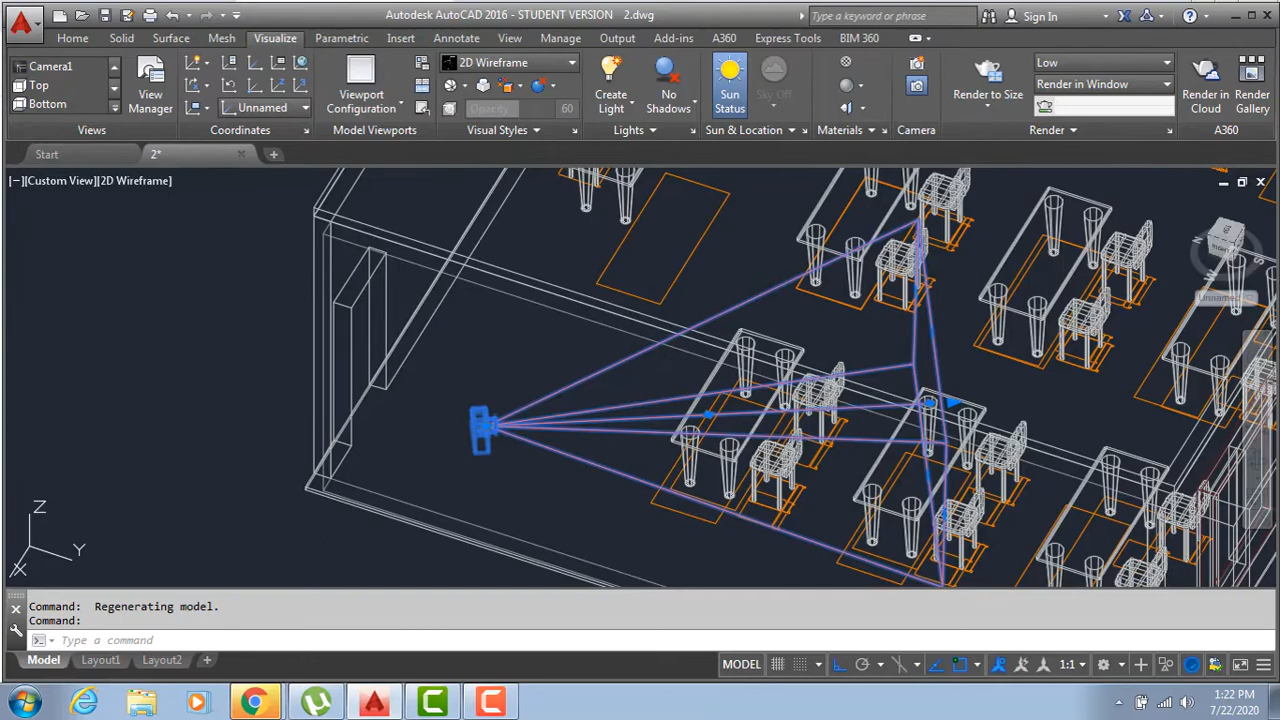 Autodesk AutoCAD 2016 - STUDENT VERSION 2.dwg
Type a keyword or phrase
Sign In
Home Solid Surface Mesh Visualize Parametric Insert Annotate View Manage Output Add-ins A360 Express Tools BIM 360
Camera1
Top
Bottom
View
Manager
Views
Unnamed
Coordinates
Viewport
Configuration
Model Viewports
2D Wireframe
Opacity 60
Visual Styles
Create
Light
No
Shadows
Lights
Sun
Status
Sky Off
Sun & Location
Materials
Camera
Render to Size
Low
Render in Window
Render
Render in
Cloud
Render
Gallery
A360
Start 2*
[−][Custom View][2D Wireframe]
N
S
W
RIGHT
Unnamed
Z
Y
X
Command: Regenerating model.
Command:
Type a command
Model Layout1 Layout2 +
MODEL
1:1
1:22 PM
7/22/2020